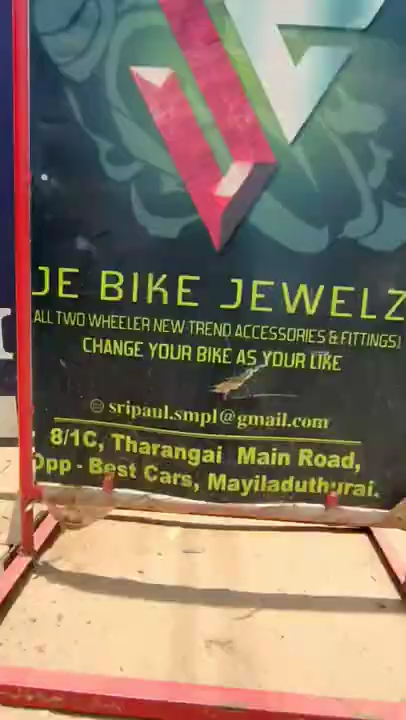 JE BIKE JEWELZ
ALL TWO WHEELER NEW TREND ACCESSORIES & FITTINGS!
CHANGE YOUR BIKE AS YOUR LIKE
sripaul.smpl@gmail.com
8/1C, Tharangai Main Road,
Opp - Best Cars, Mayiladuthurai.